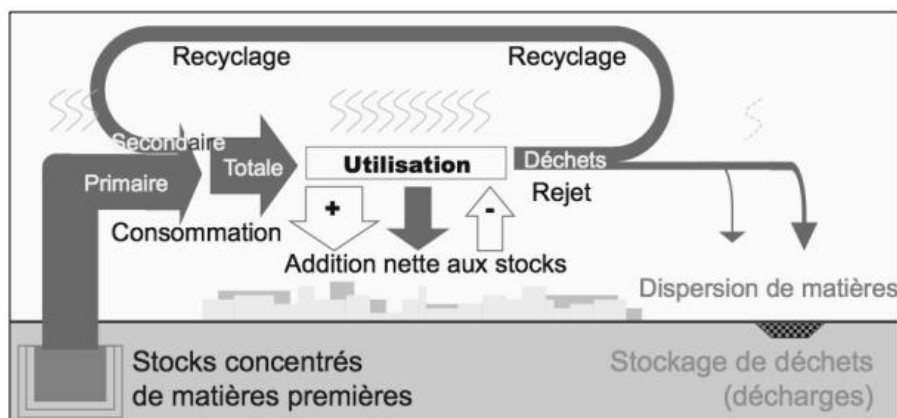 Recyclage
Recyclage
Secondaire
Primaire
Totale
Utilisation
Déchets
Rejet
Consommation
+
-
Addition nette aux stocks
Dispersion de matières
Stocks concentrés
de matières premières
Stockage de déchets
(décharges)